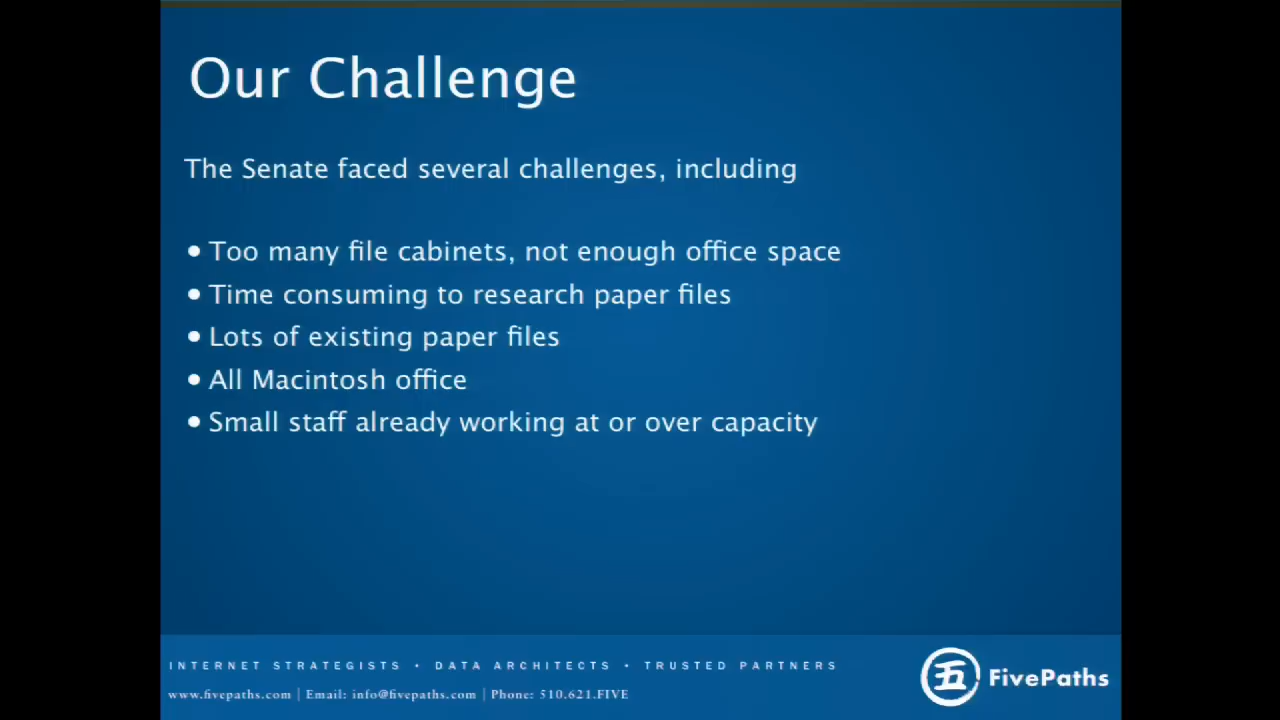 Our Challenge
The Senate faced several challenges, including
• Too many file cabinets, not enough office space
• Time consuming to research paper files
• Lots of existing paper files
• All Macintosh office
• Small staff already working at or over capacity
INTERNET STRATEGISTS • DATA ARCHITECTS • TRUSTED PARTNERS
www.fivepaths.com | Email: info@fivepaths.com | Phone: 510.621.FIVE
五 FivePaths